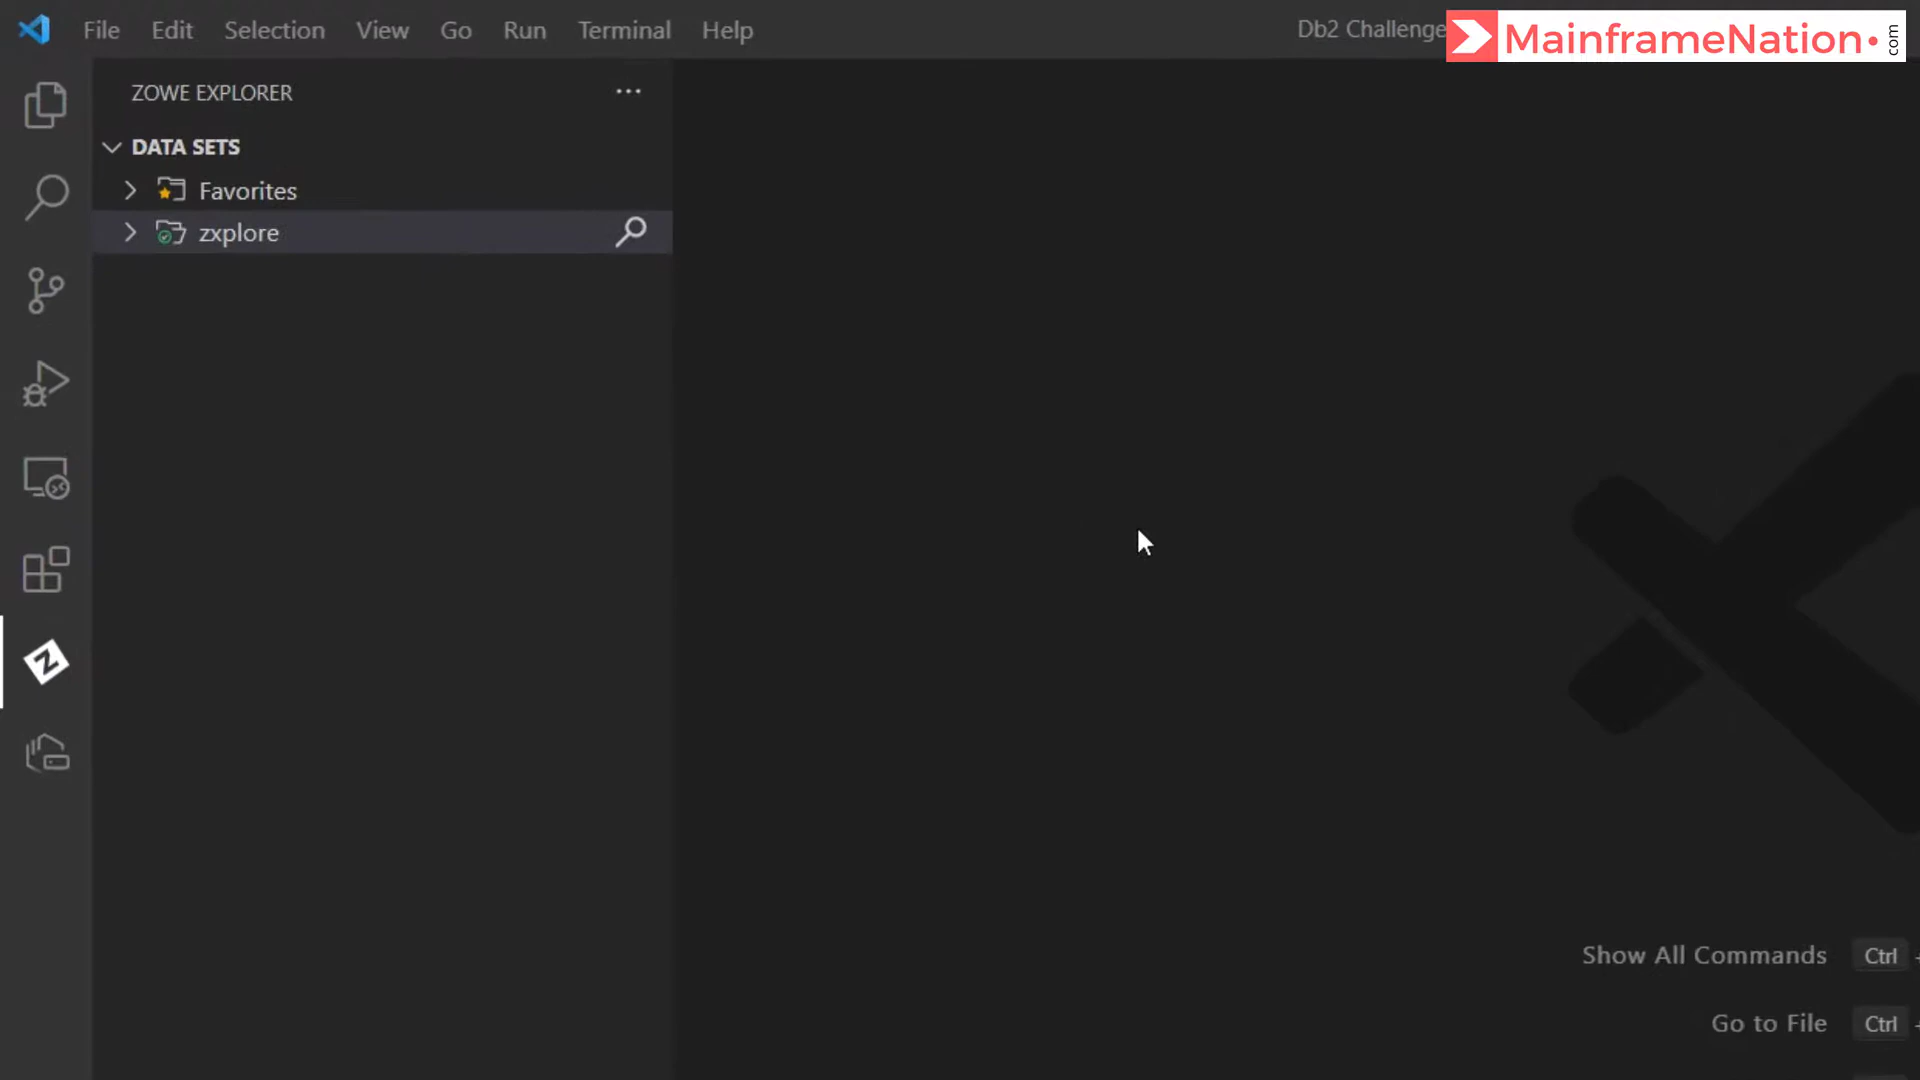 File Edit Selection View Go Run Terminal Help
Db2 Challenge
MainframeNation.com
ZOWE EXPLORER
DATA SETS
Favorites
zxplore
Show All Commands Ctrl
Go to File Ctrl